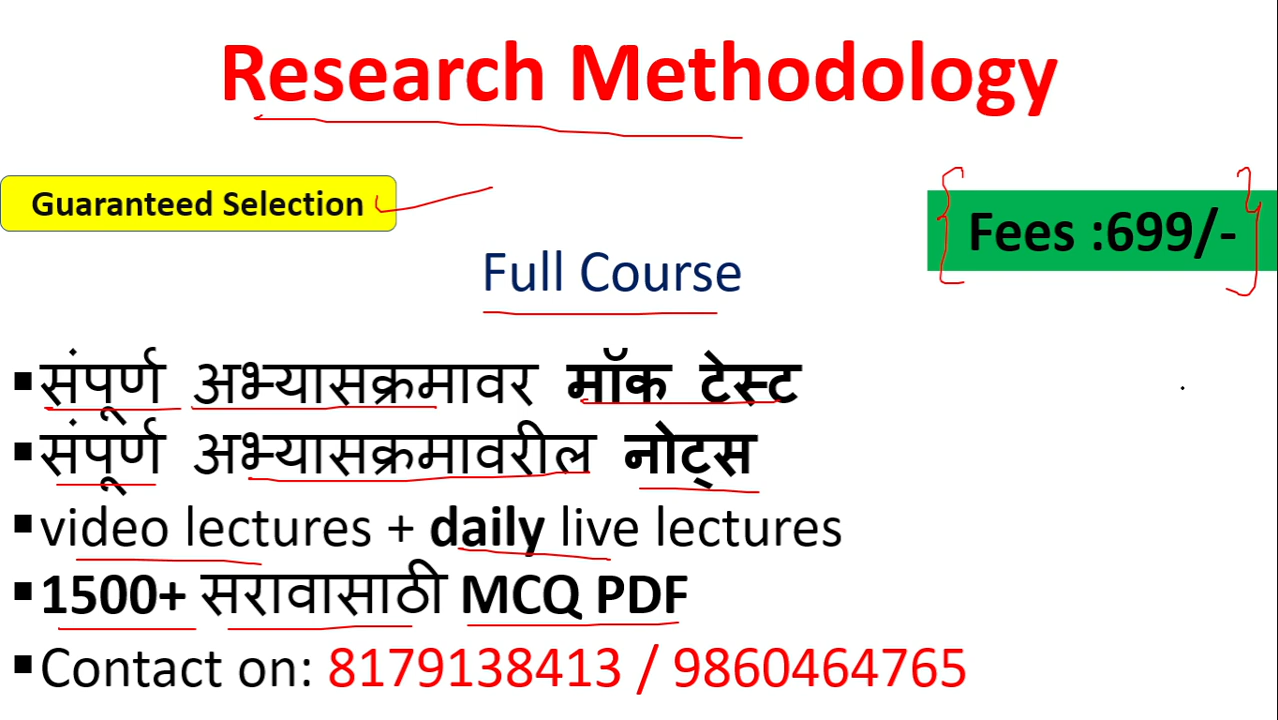 Research Methodology
Guaranteed Selection
Fees :699/-
Full Course
▪संपूर्ण अभ्यासक्रमावर मॉक टेस्ट
▪संपूर्ण अभ्यासक्रमावरील नोट्स
▪video lectures + daily live lectures
▪1500+ सरावासाठी MCQ PDF
▪Contact on: 8179138413 / 9860464765